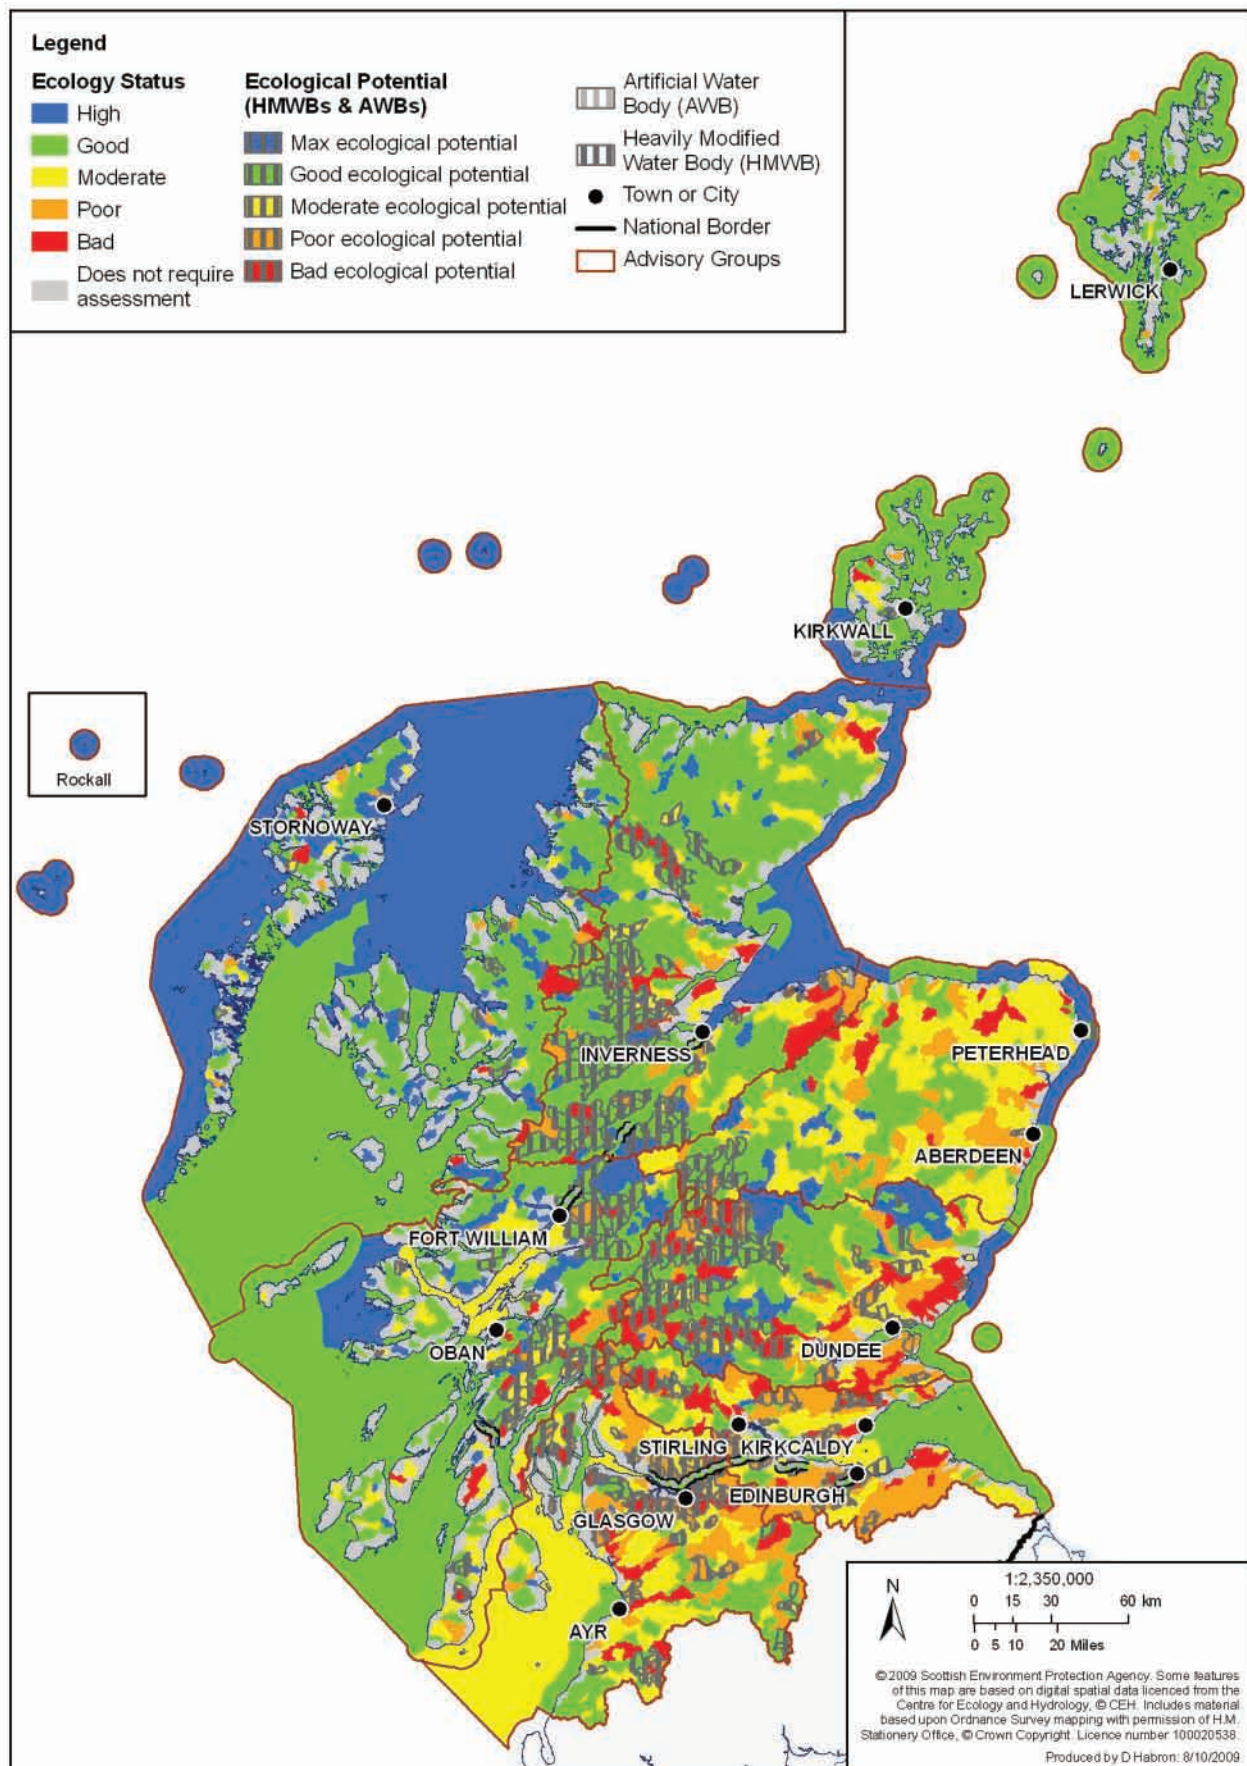 Legend
Ecology Status
High
Good
Moderate
Poor
Bad
Does not require
assessment
Ecological Potential
(HMWBs & AWBs)
Max ecological potential
Good ecological potential
Moderate ecological potential
Poor ecological potential
Bad ecological potential
Artificial Water
Body (AWB)
Heavily Modified
Water Body (HMWB)
Town or City
National Border
Advisory Groups
LERWICK
KIRKWALL
Rockall
STORNOWAY
INVERNESS
PETERHEAD
ABERDEEN
FORT WILLIAM
OBAN
DUNDEE
STIRLING
KIRKCALDY
EDINBURGH
GLASGOW
AYR
N
1:2,350,000
0 15 30 60 km
0 5 10 20 Miles
© 2009 Scottish Environment Protection Agency. Some features
of this map are based on digital spatial data licenced from the
Centre for Ecology and Hydrology, © CEH. Includes material
based upon Ordnance Survey mapping with permission of H.M.
Stationery Office, © Crown Copyright. Licence number 100020538.
Produced by D Habron: 8/10/2009